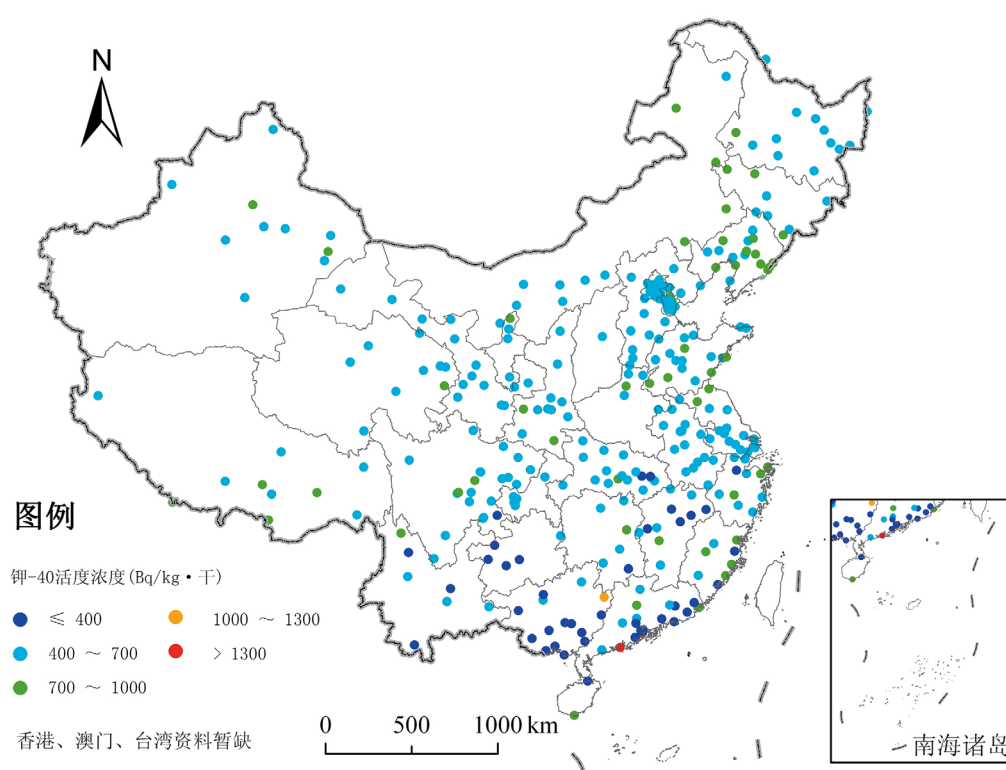 N
图例
钾-40活度浓度(Bq/kg·干)
≤ 400
1000 ～ 1300
400 ～ 700
> 1300
700 ～ 1000
香港、澳门、台湾资料暂缺
0 500 1000 km
南海诸岛